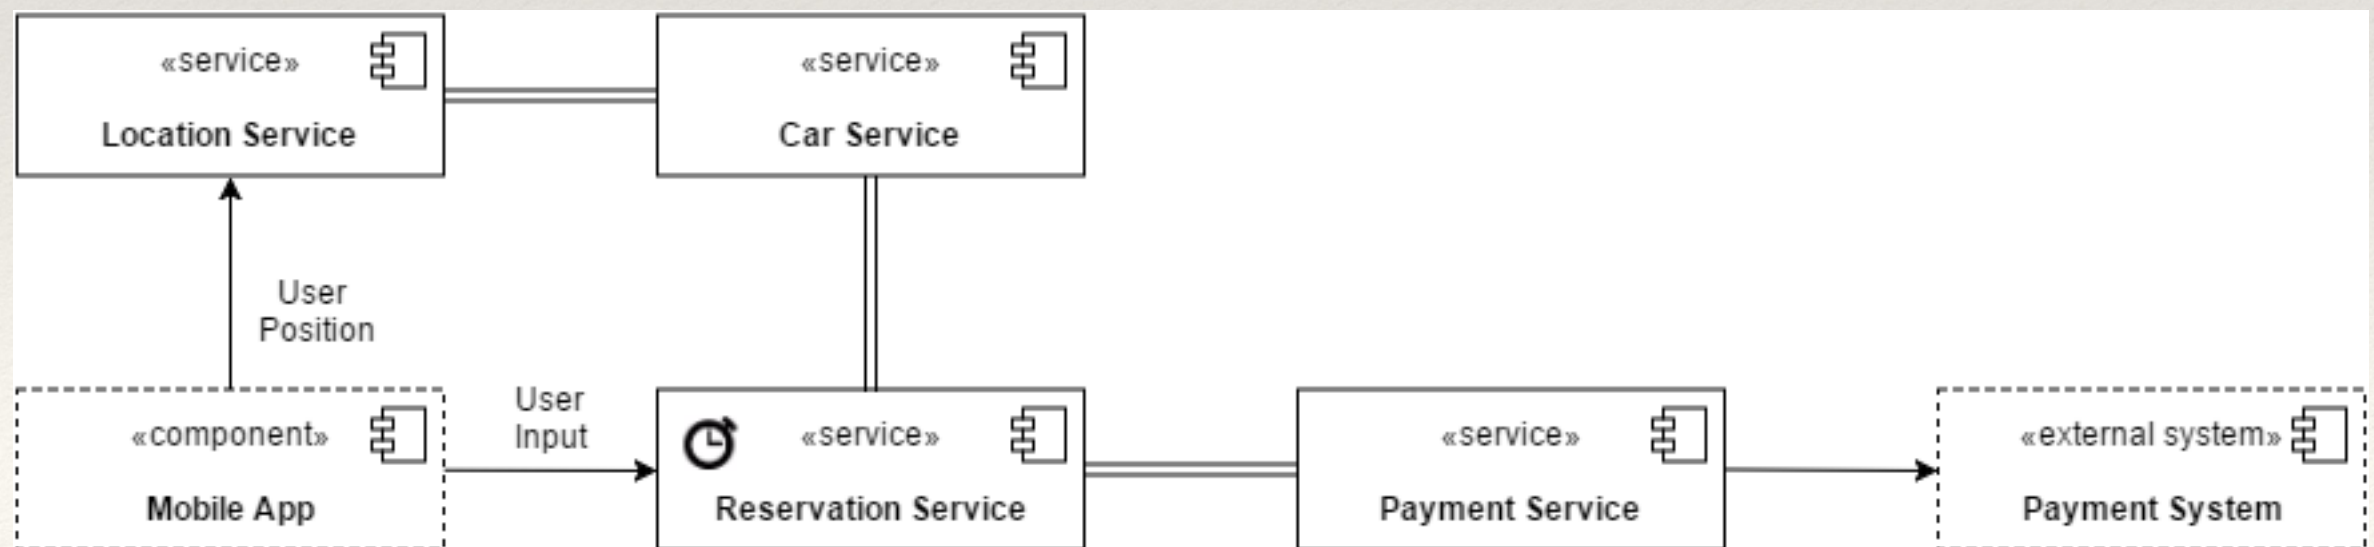 «service»
Location Service
«service»
Car Service
User
Position
«component»
Mobile App
User
Input
«service»
Reservation Service
«service»
Payment Service
«external system»
Payment System